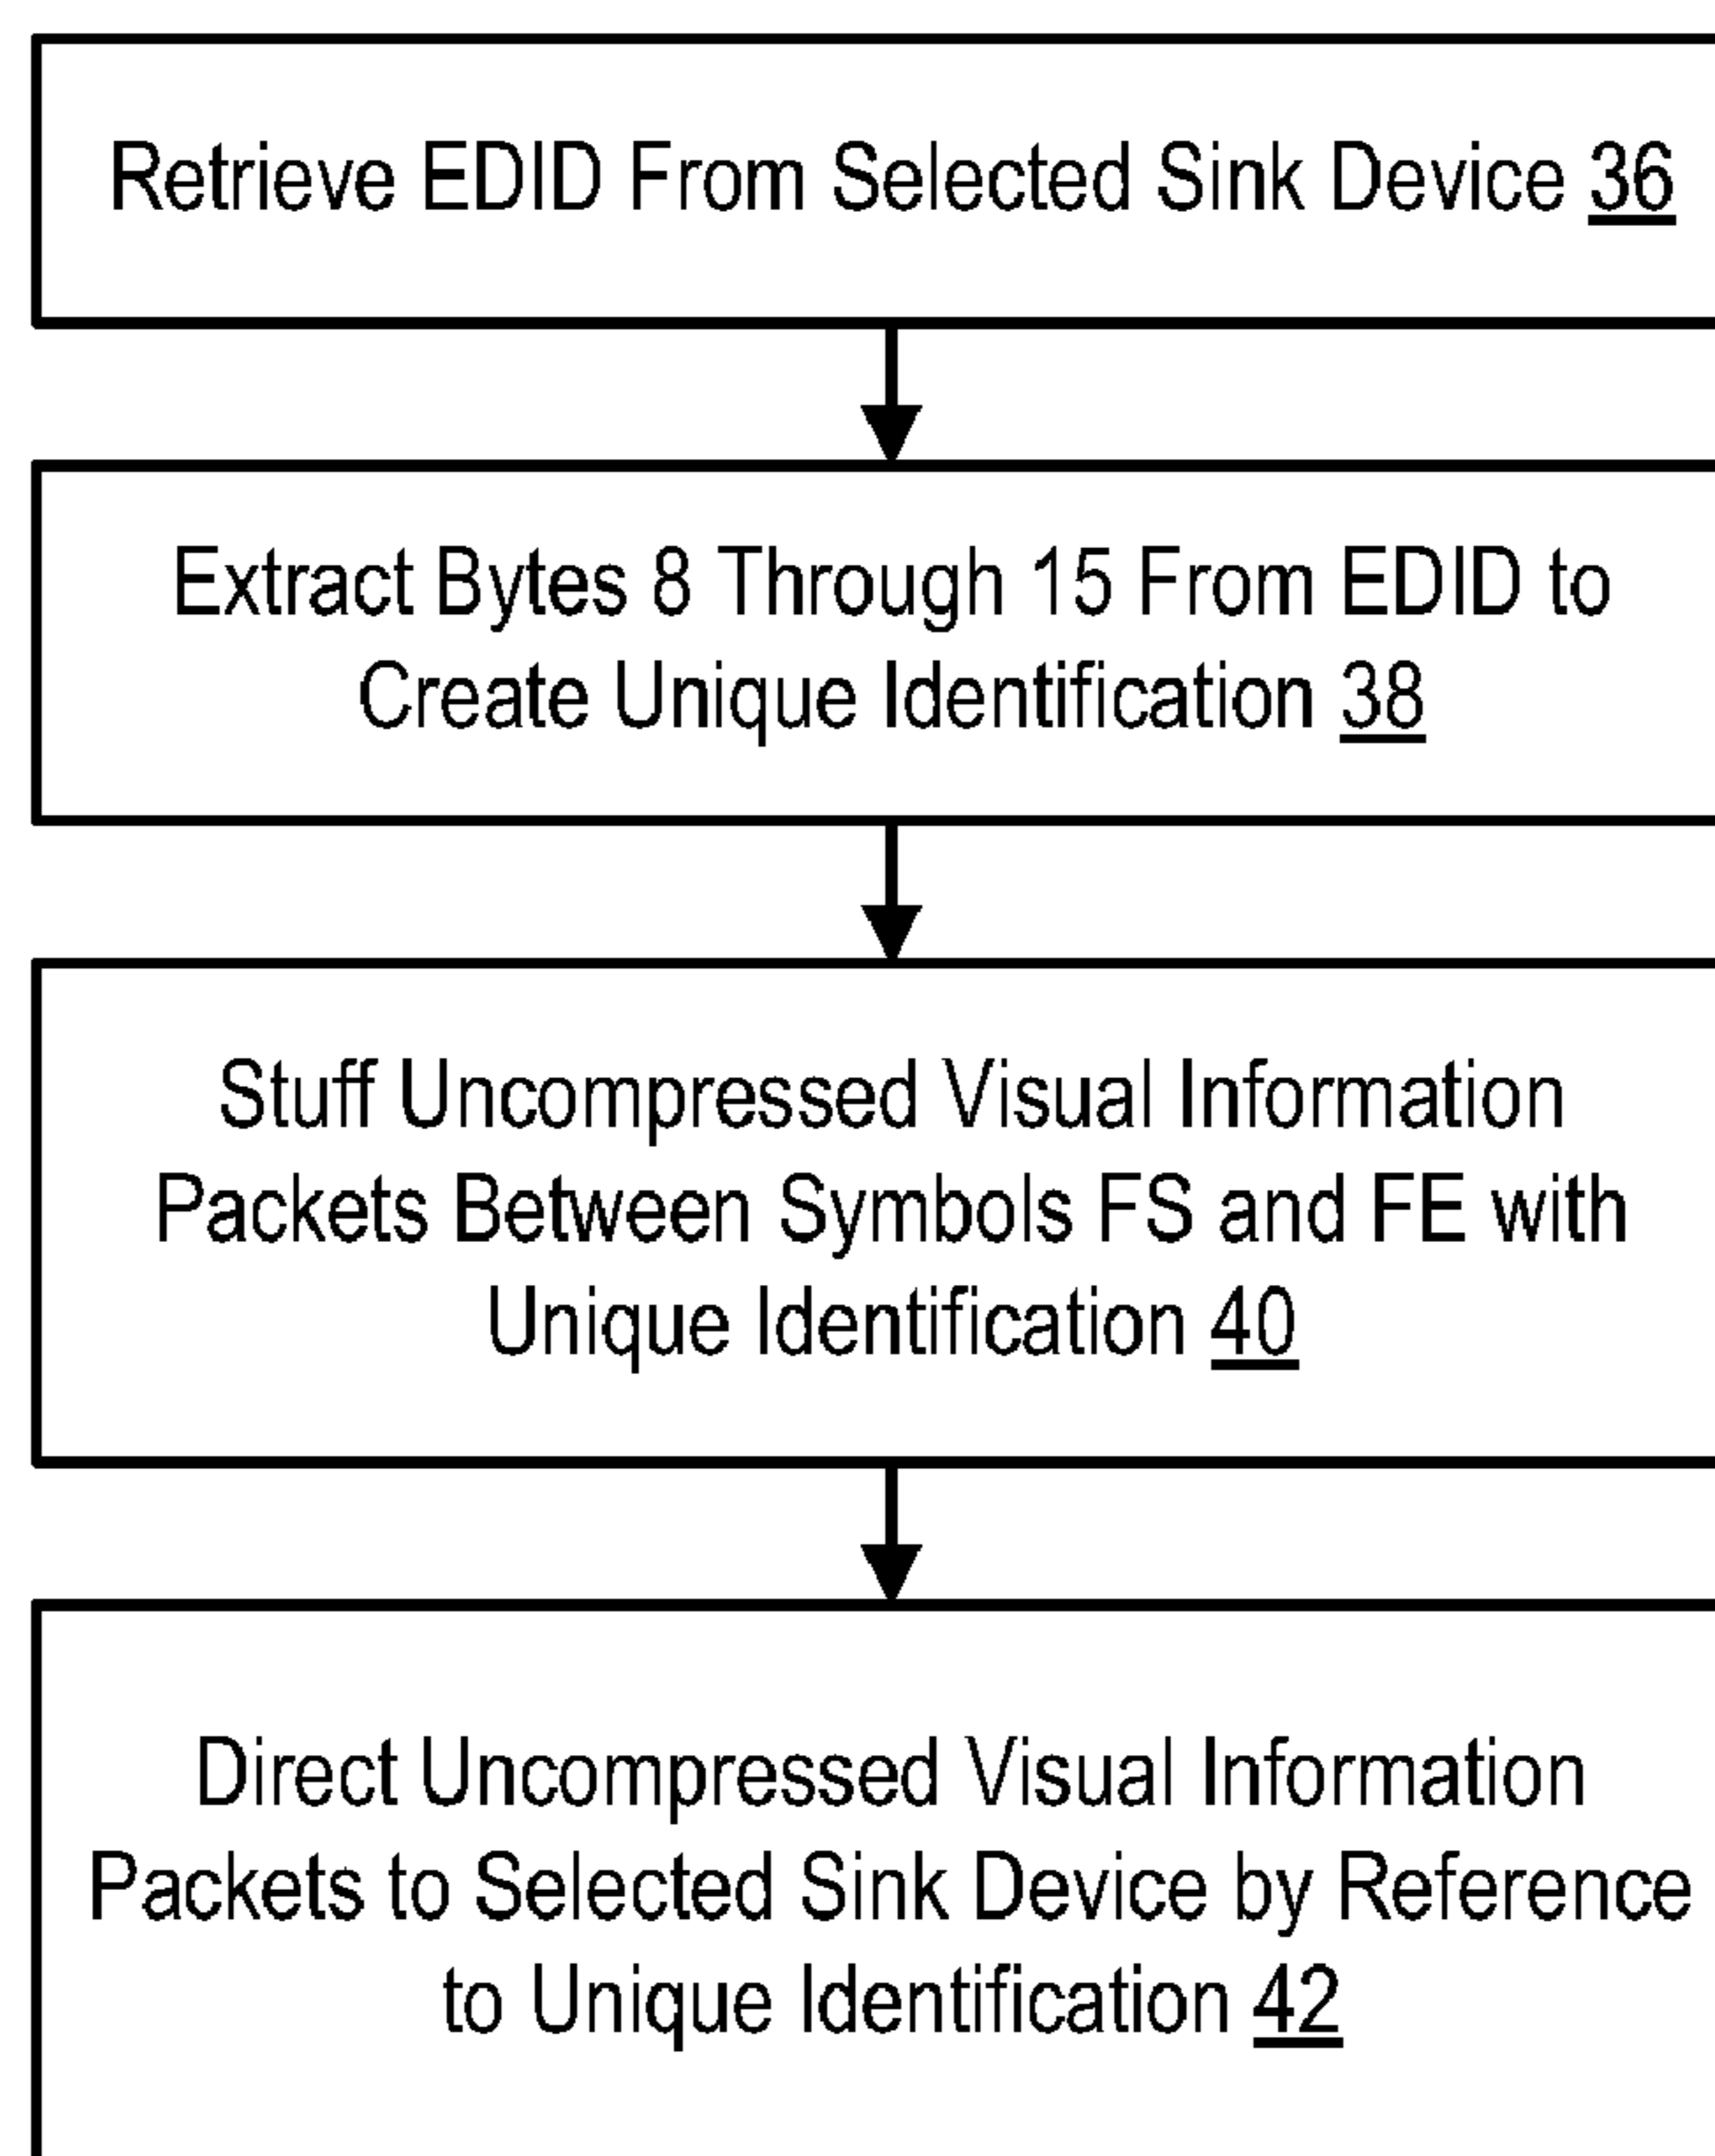 Retrieve EDID From Selected Sink Device 36
Extract Bytes 8 Through 15 From EDID to
Create Unique Identification 38
Stuff Uncompressed Visual Information
Packets Between Symbols FS and FE with
Unique Identification 40
Direct Uncompressed Visual Information
Packets to Selected Sink Device by Reference
to Unique Identification 42